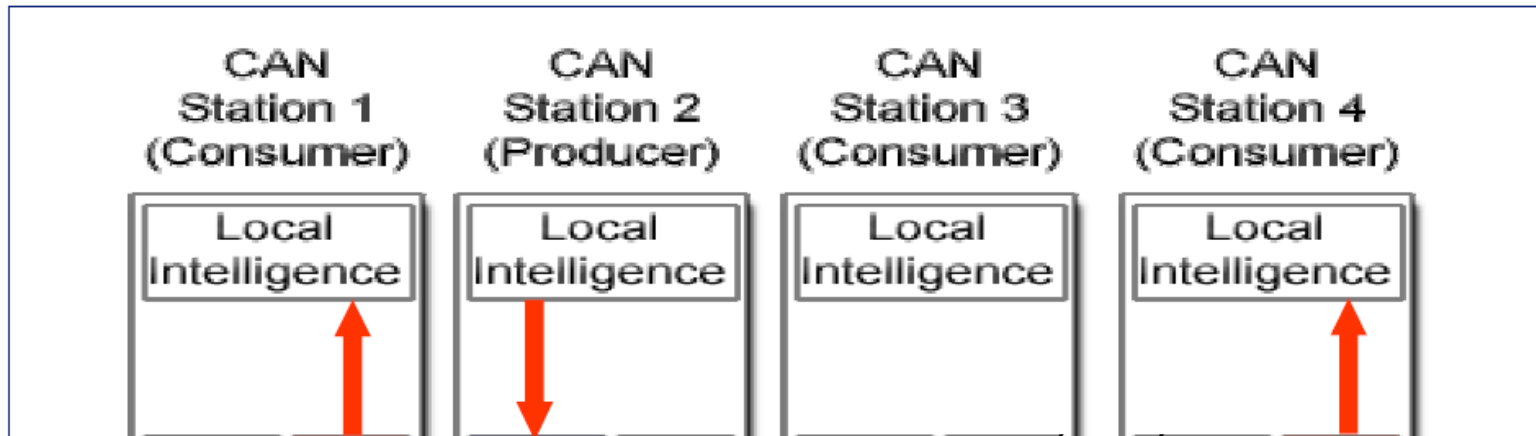 CAN
Station 1
(Consumer)
CAN
Station 2
(Producer)
CAN
Station 3
(Consumer)
CAN
Station 4
(Consumer)
Local
Intelligence
Local
Intelligence
Local
Intelligence
Local
Intelligence